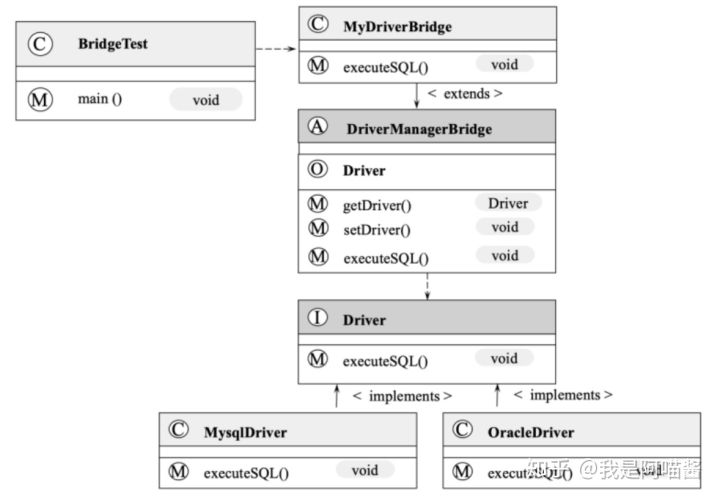 C BridgeTest
M main () void
C MyDriverBridge
M executeSQL() void
< extends >
A DriverManagerBridge
O Driver
M getDriver() Driver
M setDriver() void
M executeSQL() void
I Driver
M executeSQL() void
< implements >
< implements >
C MysqlDriver
M executeSQL() void
C OracleDriver
M executeSQL() void
知乎 @我是阿喵酱